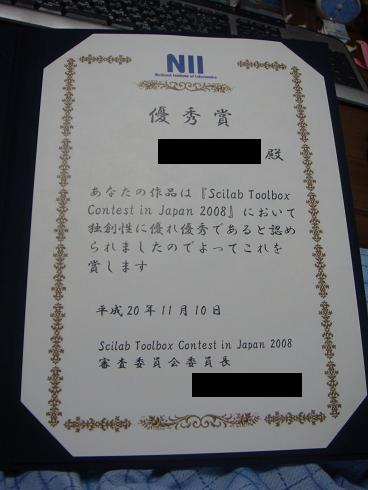 NII
National Institute of Informatics
優秀賞
殿
あなたの作品は『Scilab Toolbox
Contest in Japan 2008』において
独創性に優れ優秀であると認め
られましたのでよってこれを
賞します
平成20年11月10日
Scilab Toolbox Contest in Japan 2008
審査委員会委員長